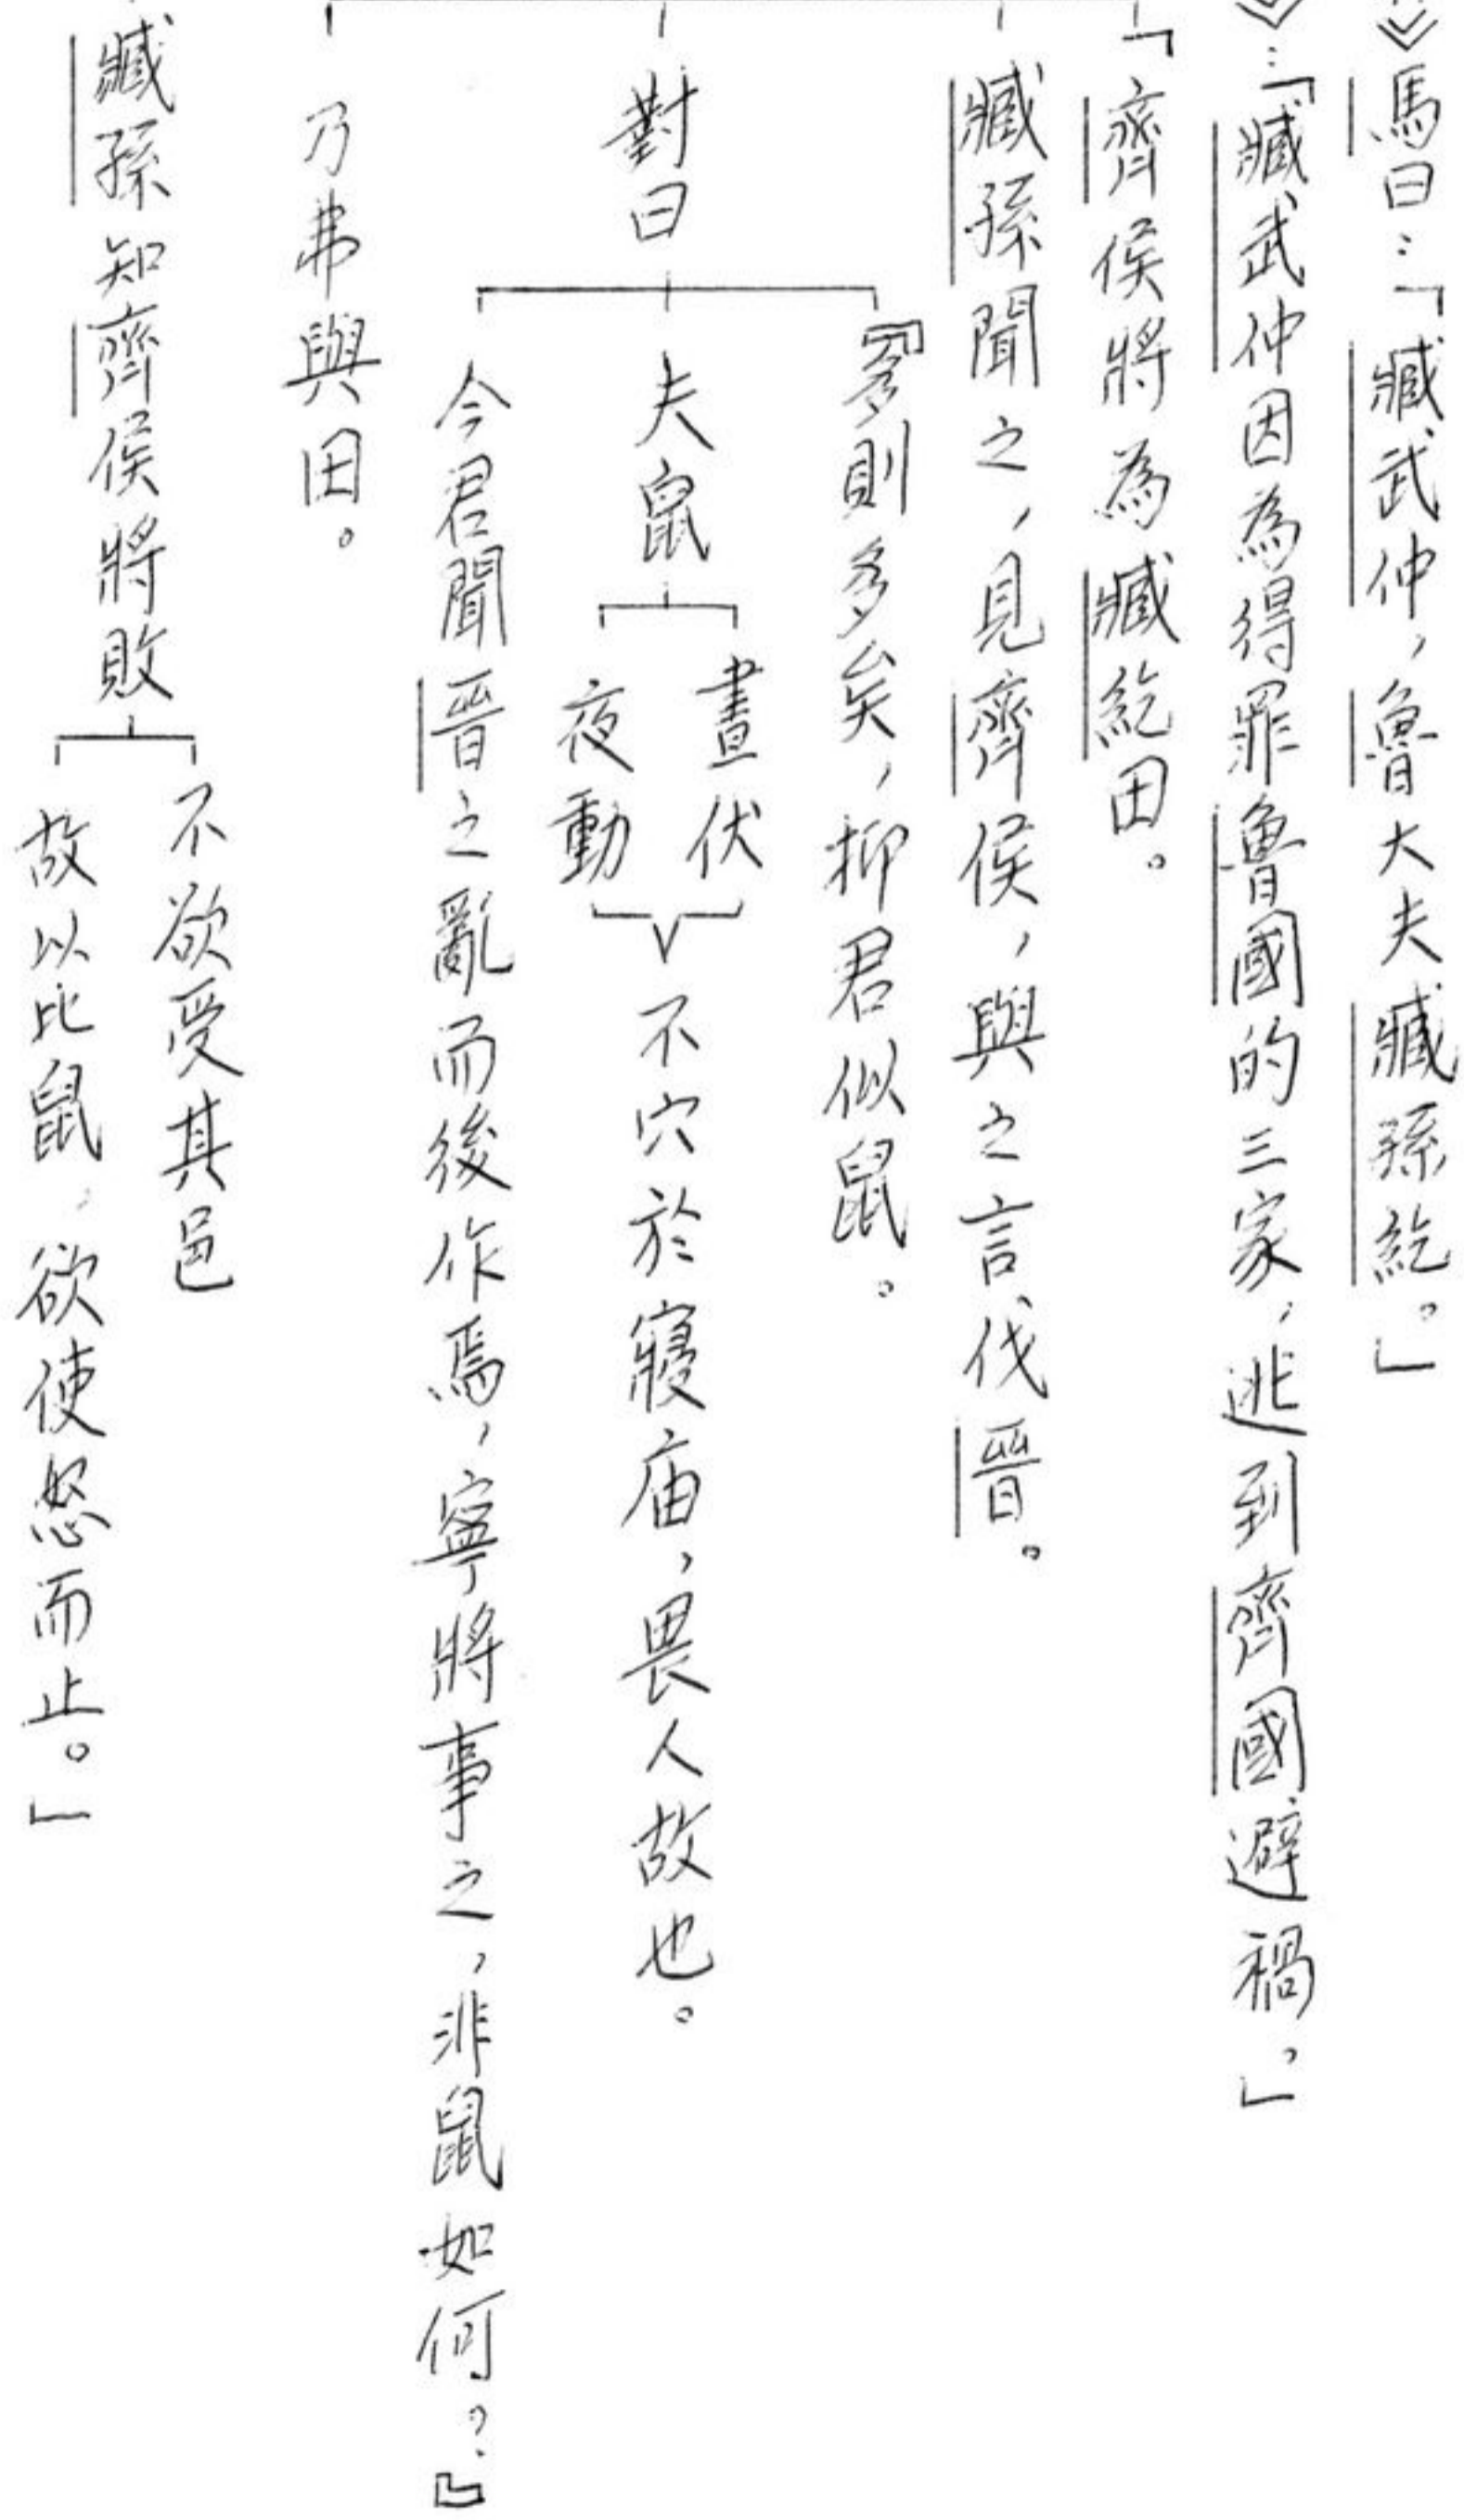 》馬曰：「臧武仲，魯大夫臧孫紇。」
》：「臧武仲因為得罪魯國的三家，逃到齊國避禍。」
「齊侯將為臧紇田。
臧孫聞之，見齊侯，與之言伐晉。
對曰
『多則多矣，抑君似鼠。
夫鼠
晝伏
夜動
不穴於寢庙，畏人故也。
今君聞晉之亂而後作焉，寧將事之，非鼠如何？』
乃弗與田。
臧孫知齊侯將敗
不欲受其邑
故以比鼠，欲使怒而止。」